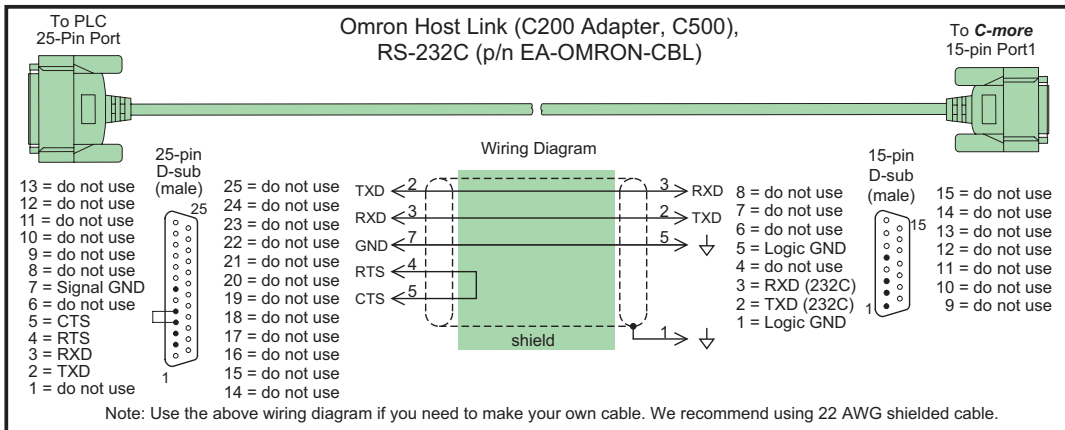 To PLC
25-Pin Port
Omron Host Link (C200 Adapter, C500),
RS-232C (p/n EA-OMRON-CBL)
To C-more
15-pin Port1
25-pin
D-sub
(male)
13 = do not use
12 = do not use
11 = do not use
10 = do not use
9 = do not use
8 = do not use
7 = Signal GND
6 = do not use
5 = CTS
4 = RTS
3 = RXD
2 = TXD
1 = do not use
25
1
25 = do not use
24 = do not use
23 = do not use
22 = do not use
21 = do not use
20 = do not use
19 = do not use
18 = do not use
17 = do not use
16 = do not use
15 = do not use
14 = do not use
Wiring Diagram
TXD 2 3 RXD
RXD 3 2 TXD
GND 7 5
RTS 4
CTS 5
1
shield
8 = do not use
7 = do not use
6 = do not use
5 = Logic GND
4 = do not use
3 = RXD (232C)
2 = TXD (232C)
1 = Logic GND
15-pin
D-sub
(male)
15
1
15 = do not use
14 = do not use
13 = do not use
12 = do not use
11 = do not use
10 = do not use
9 = do not use
Note: Use the above wiring diagram if you need to make your own cable. We recommend using 22 AWG shielded cable.